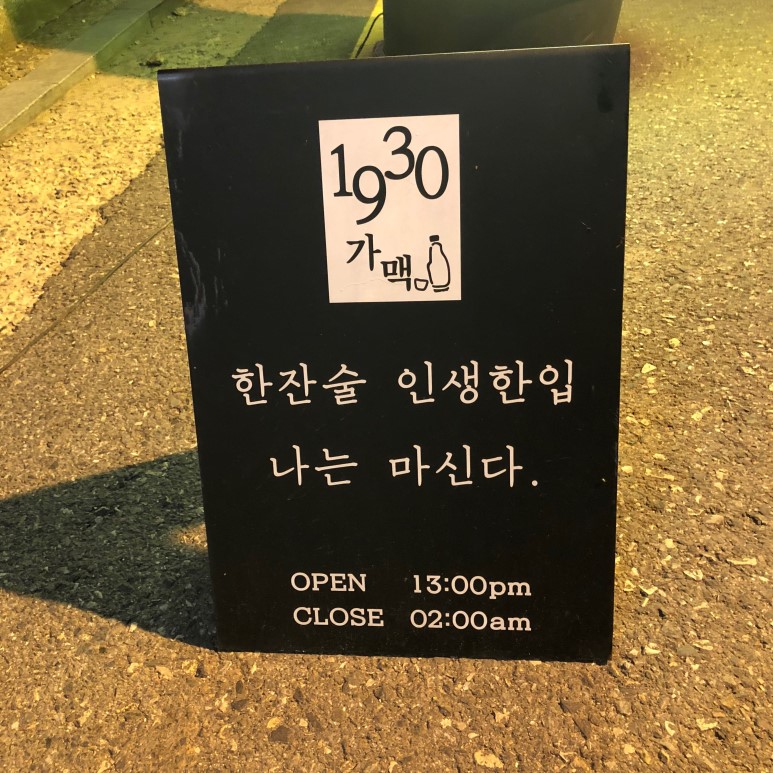 1930
가맥
한잔술 인생한입
나는 마신다.
OPEN 13:00pm
CLOSE 02:00am